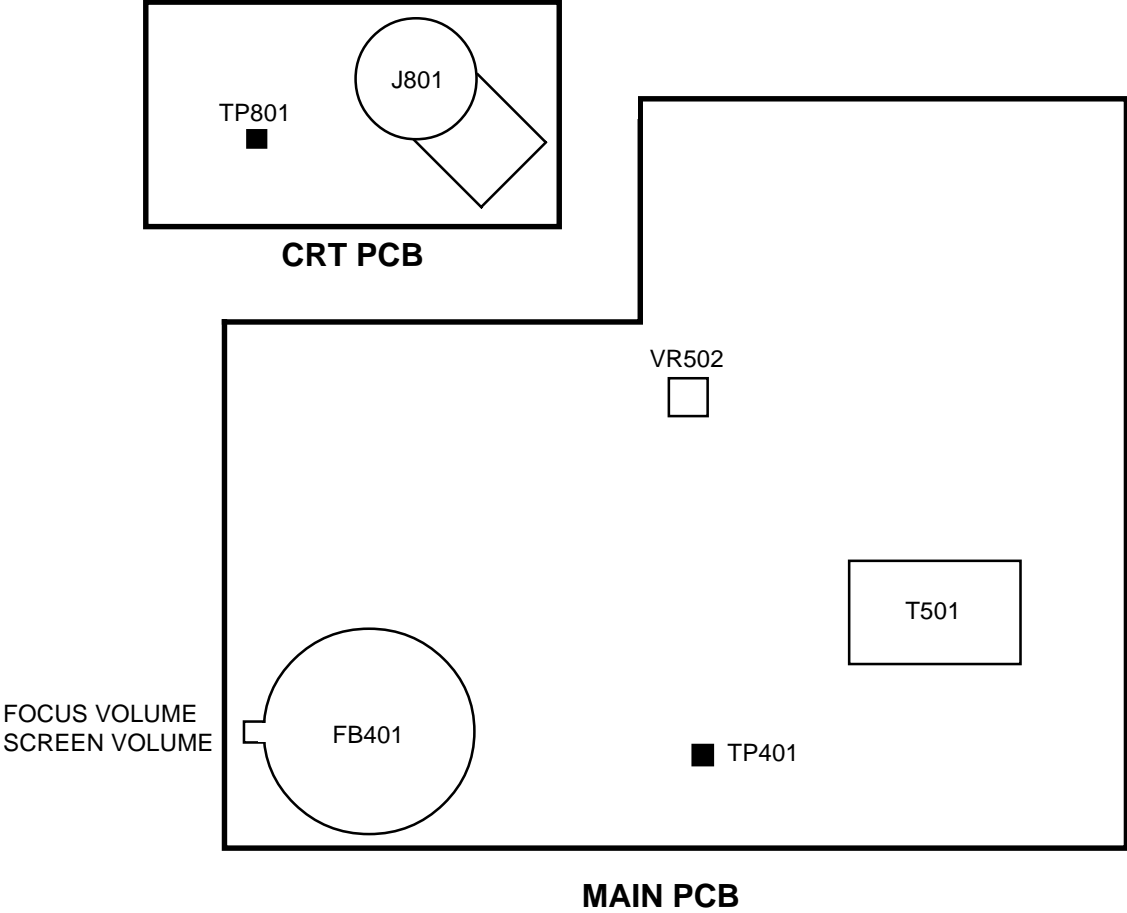 J801
TP801
CRT PCB
VR502
T501
FOCUS VOLUME
SCREEN VOLUME
FB401
TP401
MAIN PCB